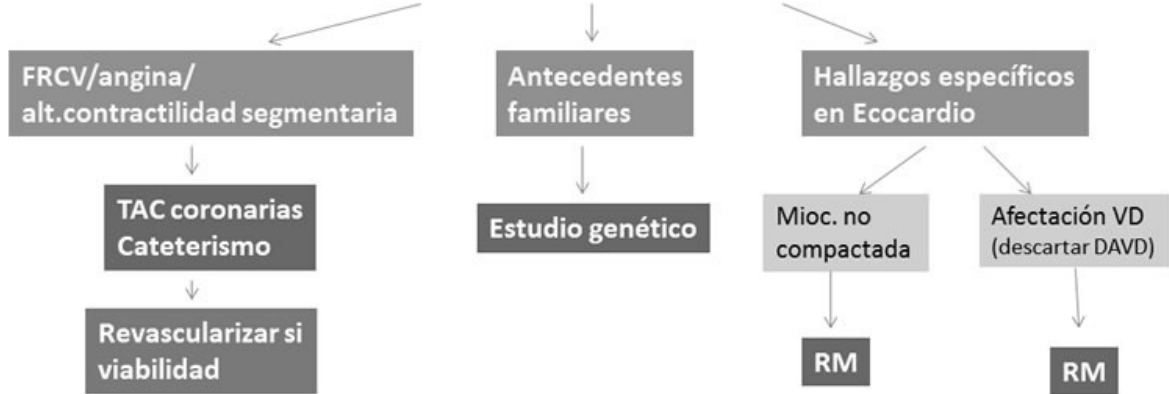 FRCV/angina/
alt.contractilidad segmentaria
TAC coronarias
Cateterismo
Revascularizar si
viabilidad
Antecedentes
familiares
Estudio genético
Hallazgos específicos
en Ecocardio
Mioc. no
compactada
RM
Afectación VD
(descartar DAVD)
RM